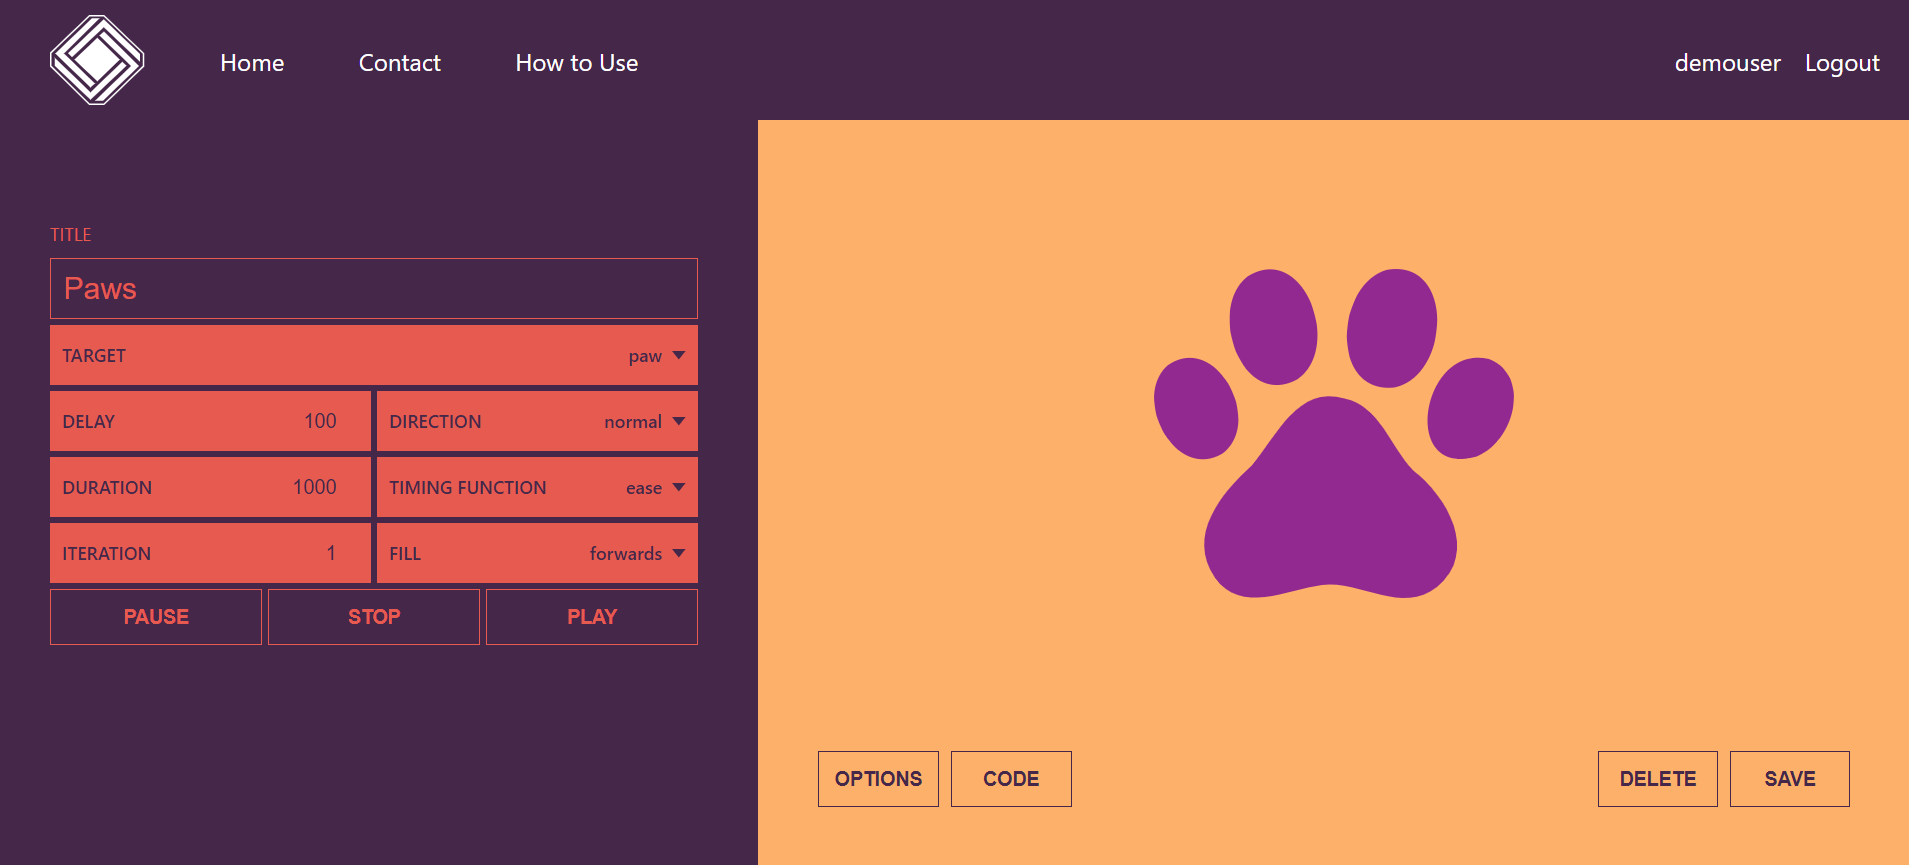 Home Contact How to Use demouser Logout
TITLE
Paws
TARGET paw
DELAY 100 DIRECTION normal
DURATION 1000 TIMING FUNCTION ease
ITERATION 1 FILL forwards
PAUSE STOP PLAY
OPTIONS CODE DELETE SAVE